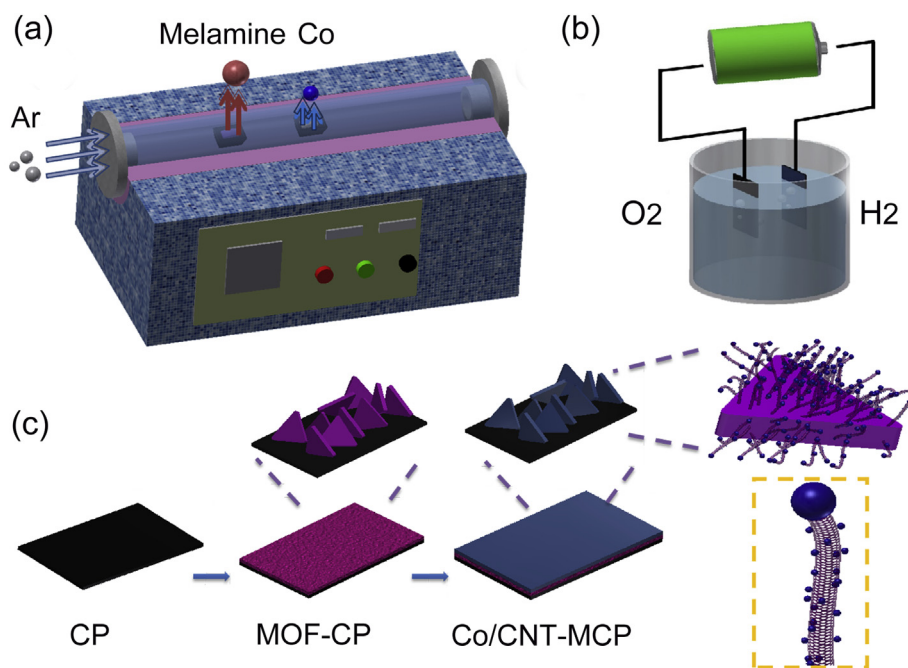 (a)
Melamine Co
Ar
(b)
O2
H2
(c)
CP
MOF-CP
Co/CNT-MCP